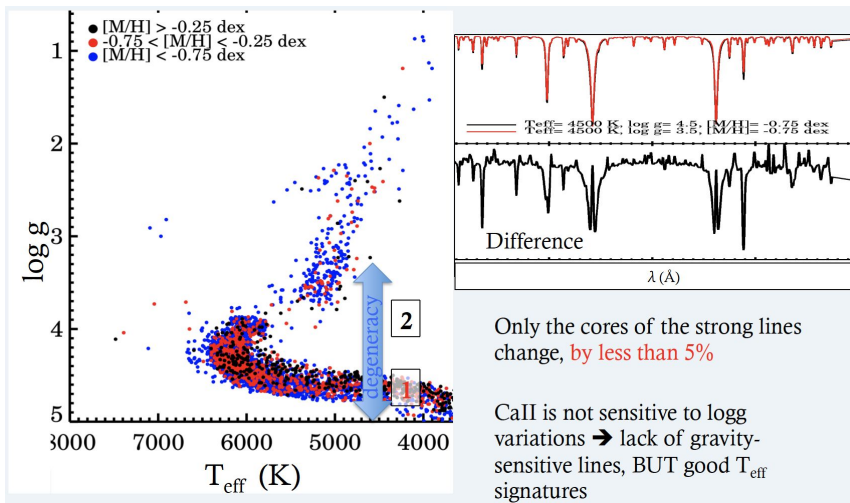 [M/H] > -0.25 dex
-0.75 < [M/H] < -0.25 dex
[M/H] < -0.75 dex
1
2
3
4
5
log g
8000 7000 6000 5000 4000
T_eff (K)
degeneracy
2
1
Teff= 4500 K, log g= 4.5, [M/H]= -0.75 dex
Teff= 4500 K, log g= 3.5, [M/H]= -0.75 dex
Difference
λ (Å)
Only the cores of the strong lines
change, by less than 5%
CaII is not sensitive to logg
variations ➔ lack of gravity-
sensitive lines, BUT good T_eff
signatures